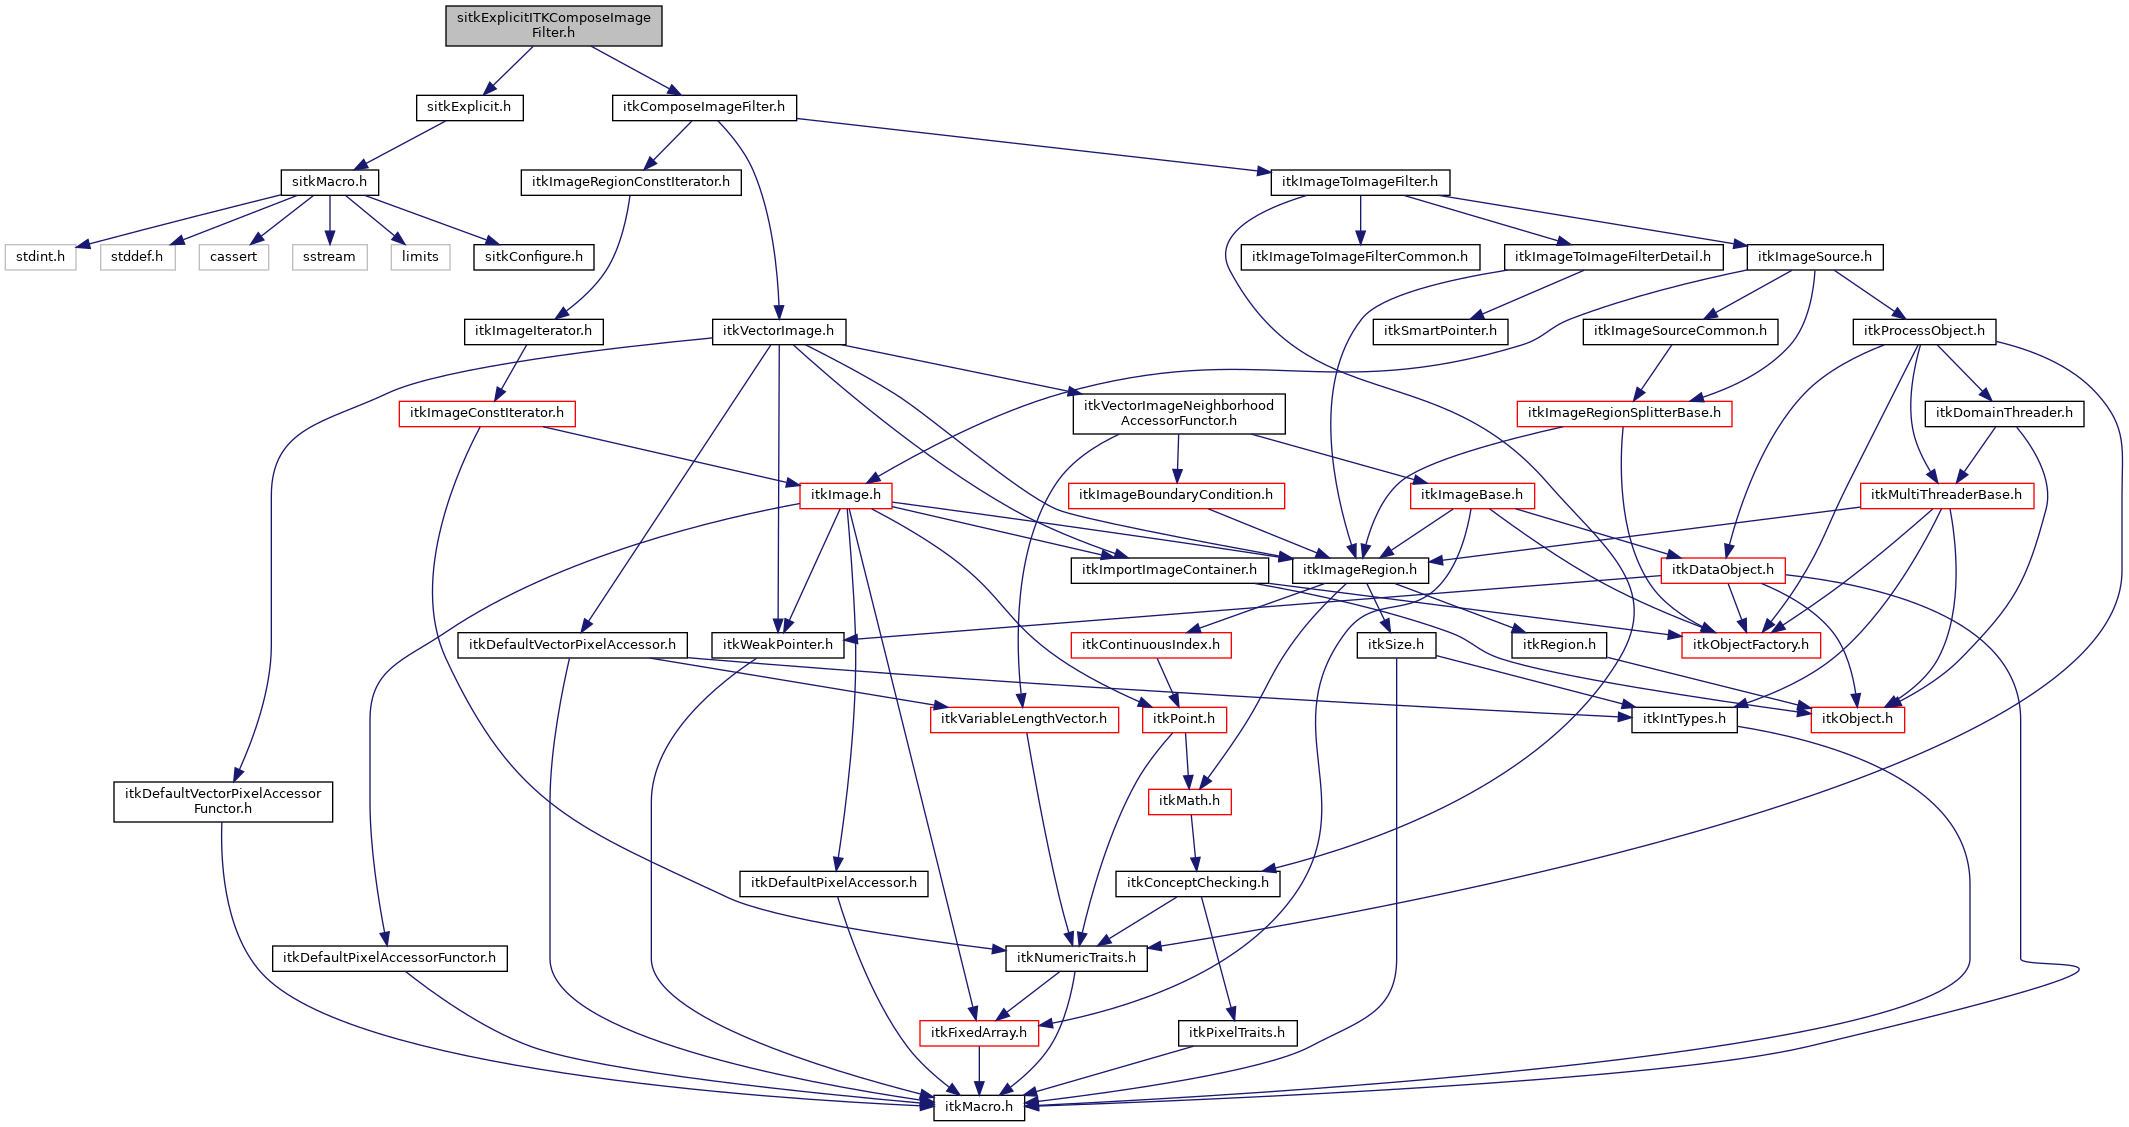 sitkExplicitITKComposeImage
Filter.h
sitkExplicit.h
itkComposeImageFilter.h
sitkMacro.h
itkImageRegionConstIterator.h
itkImageToImageFilter.h
stdint.h
stddef.h
cassert
sstream
limits
sitkConfigure.h
itkImageToImageFilterCommon.h
itkImageToImageFilterDetail.h
itkImageSource.h
itkImageIterator.h
itkVectorImage.h
itkSmartPointer.h
itkImageSourceCommon.h
itkProcessObject.h
itkImageConstIterator.h
itkVectorImageNeighborhood
AccessorFunctor.h
itkImageRegionSplitterBase.h
itkDomainThreader.h
itkImage.h
itkImageBoundaryCondition.h
itkImageBase.h
itkMultiThreaderBase.h
itkImportImageContainer.h
itkImageRegion.h
itkDataObject.h
itkDefaultVectorPixelAccessor.h
itkWeakPointer.h
itkContinuousIndex.h
itkSize.h
itkRegion.h
itkObjectFactory.h
itkVariableLengthVector.h
itkPoint.h
itkIntTypes.h
itkObject.h
itkDefaultVectorPixelAccessor
Functor.h
itkMath.h
itkDefaultPixelAccessor.h
itkConceptChecking.h
itkDefaultPixelAccessorFunctor.h
itkNumericTraits.h
itkFixedArray.h
itkPixelTraits.h
itkMacro.h